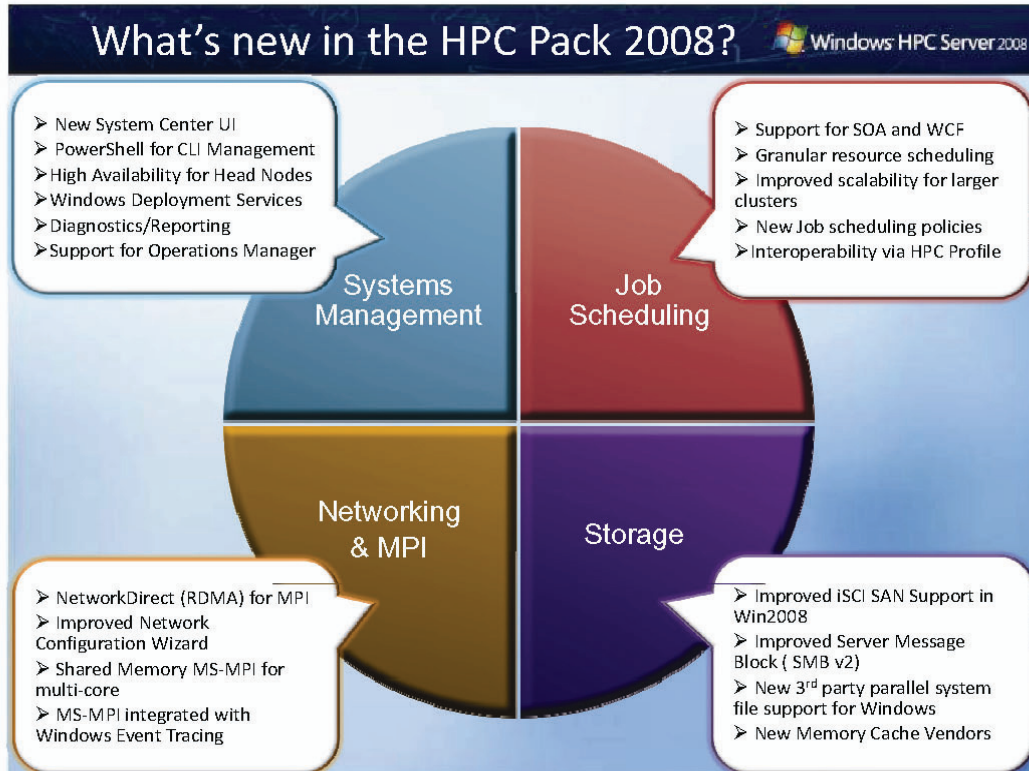 What's new in the HPC Pack 2008?
Windows HPC Server 2008
➢ New System Center UI
➢ PowerShell for CLI Management
➢ High Availability for Head Nodes
➢ Windows Deployment Services
➢ Diagnostics/Reporting
➢ Support for Operations Manager
➢ Support for SOA and WCF
➢ Granular resource scheduling
➢ Improved scalability for larger
clusters
➢ New Job scheduling policies
➢ Interoperability via HPC Profile
Systems
Management
Job
Scheduling
Networking
& MPI
Storage
➢ NetworkDirect (RDMA) for MPI
➢ Improved Network
Configuration Wizard
➢ Shared Memory MS-MPI for
multi-core
➢ MS-MPI integrated with
Windows Event Tracing
➢ Improved iSCI SAN Support in
Win2008
➢ Improved Server Message
Block ( SMB v2)
➢ New 3rd party parallel system
file support for Windows
➢ New Memory Cache Vendors